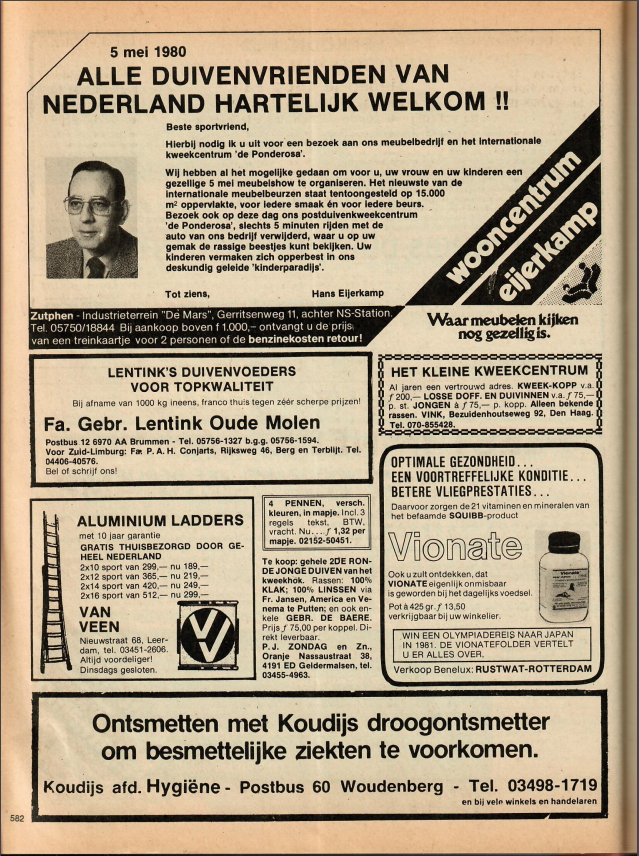 5 mei 1980
ALLE DUIVENVRIENDEN VAN
NEDERLAND HARTELIJK WELKOM !!
Beste sportvriend,
Hierbij nodig ik u uit voor een bezoek aan ons meubelbedrijf en het internationale
kweekcentrum 'de Ponderosa'.
Wij hebben al het mogelijke gedaan om voor u, uw vrouw en uw kinderen een
gezellige 5 mei meubelshow te organiseren. Het nieuwste van de
internationale meubelbeurzen staat tentoongesteld op 15.000
m² oppervlakte, voor iedere smaak én voor iedere beurs.
Bezoek ook op deze dag ons postduivenkweekcentrum
'de Ponderosa', slechts 5 minuten rijden met de
auto van ons bedrijf verwijderd, waar u op uw
gemak de rassige beestjes kunt bekijken. Uw
kinderen vermaken zich opperbest in ons
deskundig geleide 'kinderparadijs'.
Tot ziens, Hans Eijerkamp
wooncentrum
eijerkamp
Zutphen - Industrieterrein "De Mars", Gerritsenweg 11, achter NS-Station.
Tel. 05750/18844 Bij aankoop boven f 1.000,- ontvangt u de prijs
van een treinkaartje voor 2 personen of de benzinekosten retour!
Waar meubelen kijken
nog gezellig is.
LENTINK'S DUIVENVOEDERS
VOOR TOPKWALITEIT
Bij afname van 1000 kg ineens, franco thuis tegen zéér scherpe prijzen!
Fa. Gebr. Lentink Oude Molen
Postbus 12 6970 AA Brummen - Tel. 05756-1327 b.g.g. 05756-1594.
Voor Zuid-Limburg: Fa. P. A. H. Conjarts, Rijksweg 46, Berg en Terblijt. Tel.
04406-40576.
Bel of schrijf ons!
HET KLEINE KWEEKCENTRUM
Al jaren een vertrouwd adres. KWEEK-KOPP v.a.
f 200,— LOSSE DOFF. EN DUIVINNEN v.a. f 75,—
p. st. JONGEN à f 75,— p. kopp. Alleen bekende
rassen. VINK, Bezuidenhoutseweg 92, Den Haag.
Tel. 070-855428.
ALUMINIUM LADDERS
met 10 jaar garantie
GRATIS THUISBEZORGD DOOR GE-
HEEL NEDERLAND
2x10 sport van 299,— nu 189,—
2x12 sport van 365,— nu 219,—
2x14 sport van 420,— nu 249,—
2x16 sport van 512,— nu 299,—
VAN
VEEN
Nieuwstraat 68, Leer-
dam, tel. 03451-2606.
Altijd voordeliger!
Dinsdags gesloten.
4 PENNEN, versch.
kleuren, in mapje. Incl. 3
regels tekst, BTW,
vracht. Nu....f 1,32 per
mapje. 02152-50451.
Te koop: gehele 2DE RON-
DE JONGE DUIVEN van het
kweekhok. Rassen: 100%
KLAK; 100% LINSSEN via
Fr. Jansen, America en Ve-
nema te Putten; en ook en-
kele GEBR. DE BAERE.
Prijs f 75,00 per koppel. Di-
rekt leverbaar.
P.J. ZONDAG en Zn.,
Oranje Nassaustraat 38,
4191 ED Geldermalsen, tel.
03455-4963.
OPTIMALE GEZONDHEID...
EEN VOORTREFFELIJKE KONDITIE...
BETERE VLIEGPRESTATIES...
Daarvoor zorgen de 21 vitaminen en mineralen van
het befaamde SQUIBB-product
Vionate
Ook u zult ontdekken, dat
VIONATE eigenlijk onmisbaar
is geworden bij het dagelijks voedsel.
Pot à 425 gr. f 13,50
verkrijgbaar bij uw winkelier.
Vionate
WIN EEN OLYMPIADEREIS NAAR JAPAN
IN 1981. DE VIONATEFOLDER VERTELT
U ER ALLES OVER.
Verkoop Benelux: RUSTWAT-ROTTERDAM
Ontsmetten met Koudijs droogontsmetter
om besmettelijke ziekten te voorkomen.
Koudijs afd. Hygiëne - Postbus 60 Woudenberg - Tel. 03498-1719
en bij vele winkels en handelaren
582